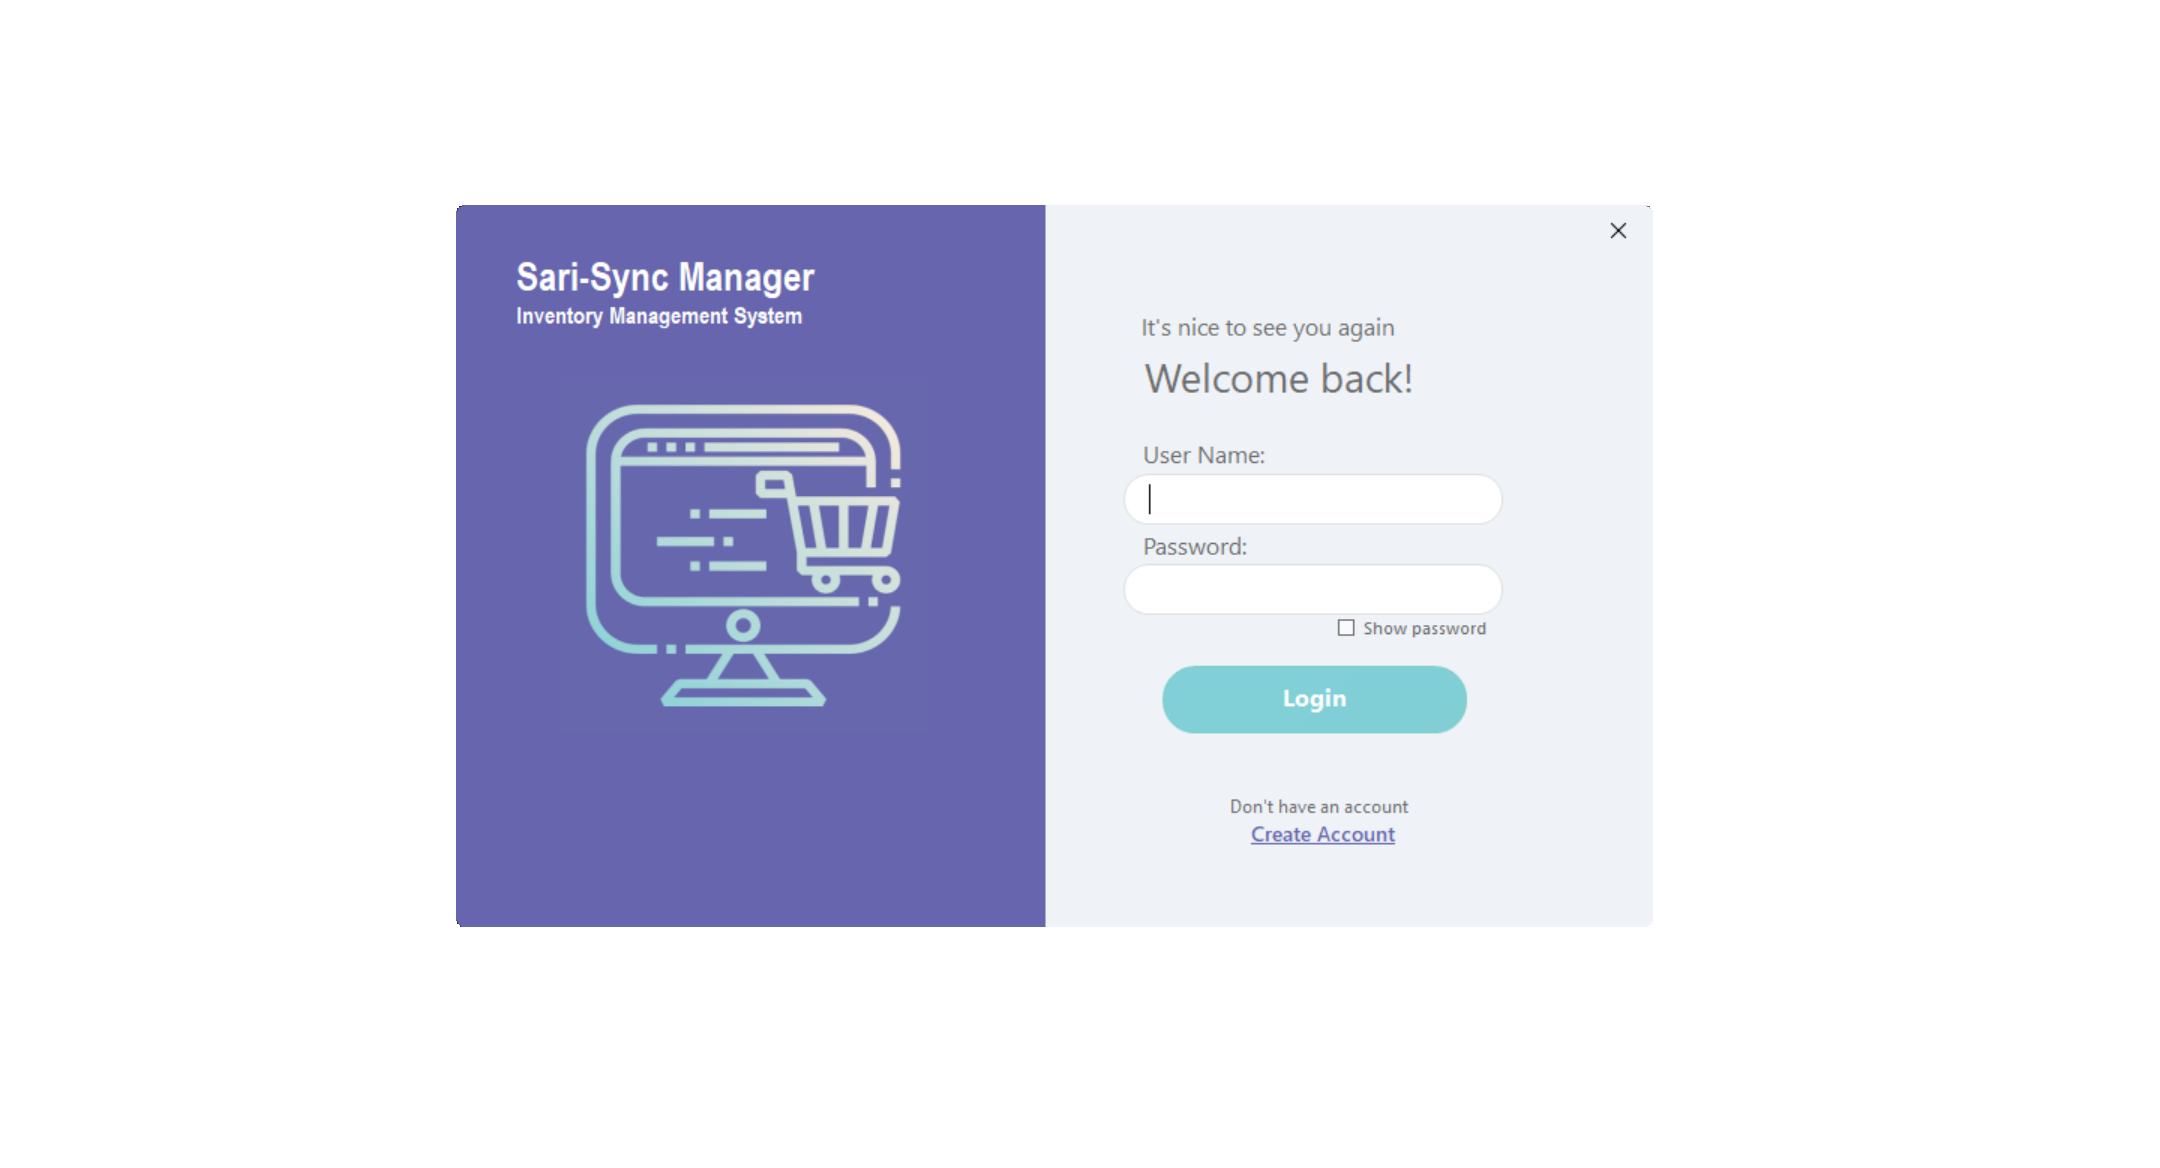 Sari-Sync Manager
Inventory Management System
It's nice to see you again
Welcome back!
User Name:
Password:
Show password
Login
Don't have an account
Create Account